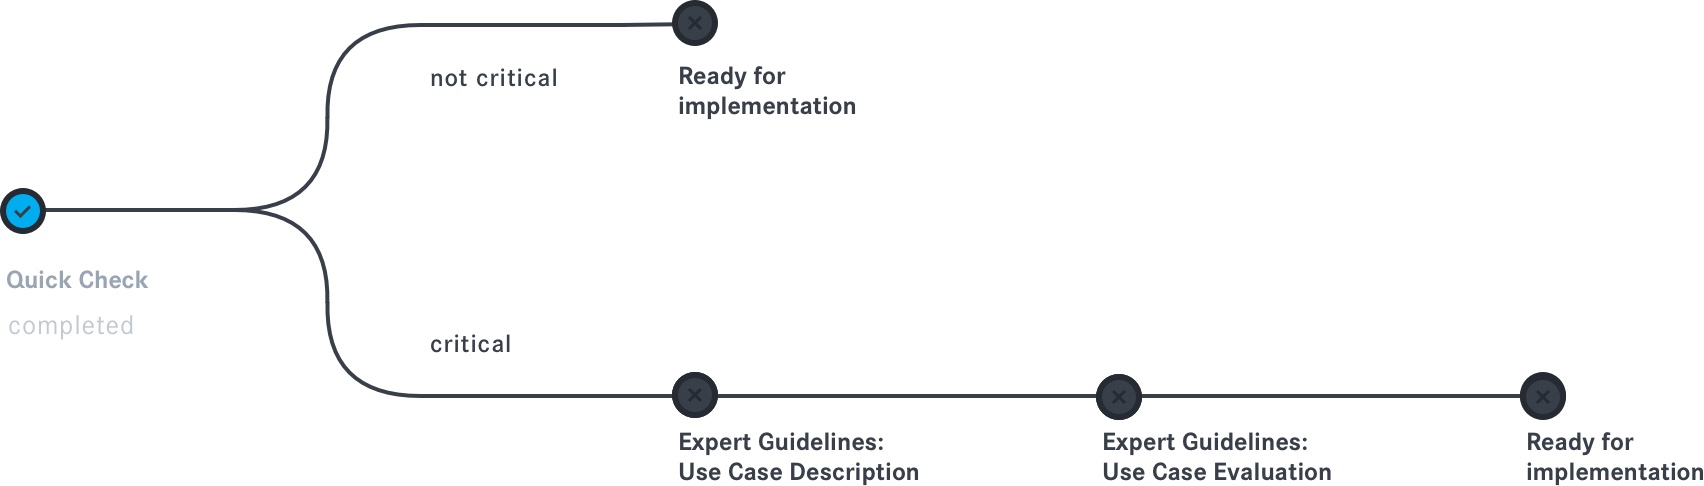 not critical
Ready for
implementation
Quick Check
completed
critical
Expert Guidelines:
Use Case Description
Expert Guidelines:
Use Case Evaluation
Ready for
implementation